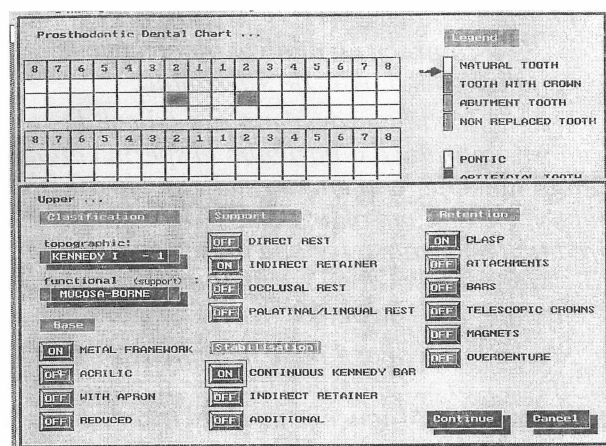 Prosthodontic Dental Chart ...
Legend
8 7 6 5 4 3 2 1 1 2 3 4 5 6 7 8
NATURAL TOOTH
TOOTH WITH CROWN
ABUTMENT TOOTH
NON REPLACED TOOTH
8 7 6 5 4 3 2 1 1 2 3 4 5 6 7 8
PONTIC
ARTIFICIAL TOOTH
Upper ...
Clasification
topographic:
KENNEDY I - 1
functional (support) :
MUCOSA-BORNE
Base
ON METAL FRAMEWORK
OFF ACRILIC
OFF WITH APRON
OFF REDUCED
Support
OFF DIRECT REST
ON INDIRECT RETAINER
OFF OCCLUSAL REST
OFF PALATINAL/LINGUAL REST
Stabilisation
ON CONTINUOUS KENNEDY BAR
OFF INDIRECT RETAINER
OFF ADDITIONAL
Retention
ON CLASP
OFF ATTACHMENTS
OFF BARS
OFF TELESCOPIC CROWNS
OFF MAGNETS
OFF OVERDENTURE
Continue Cancel